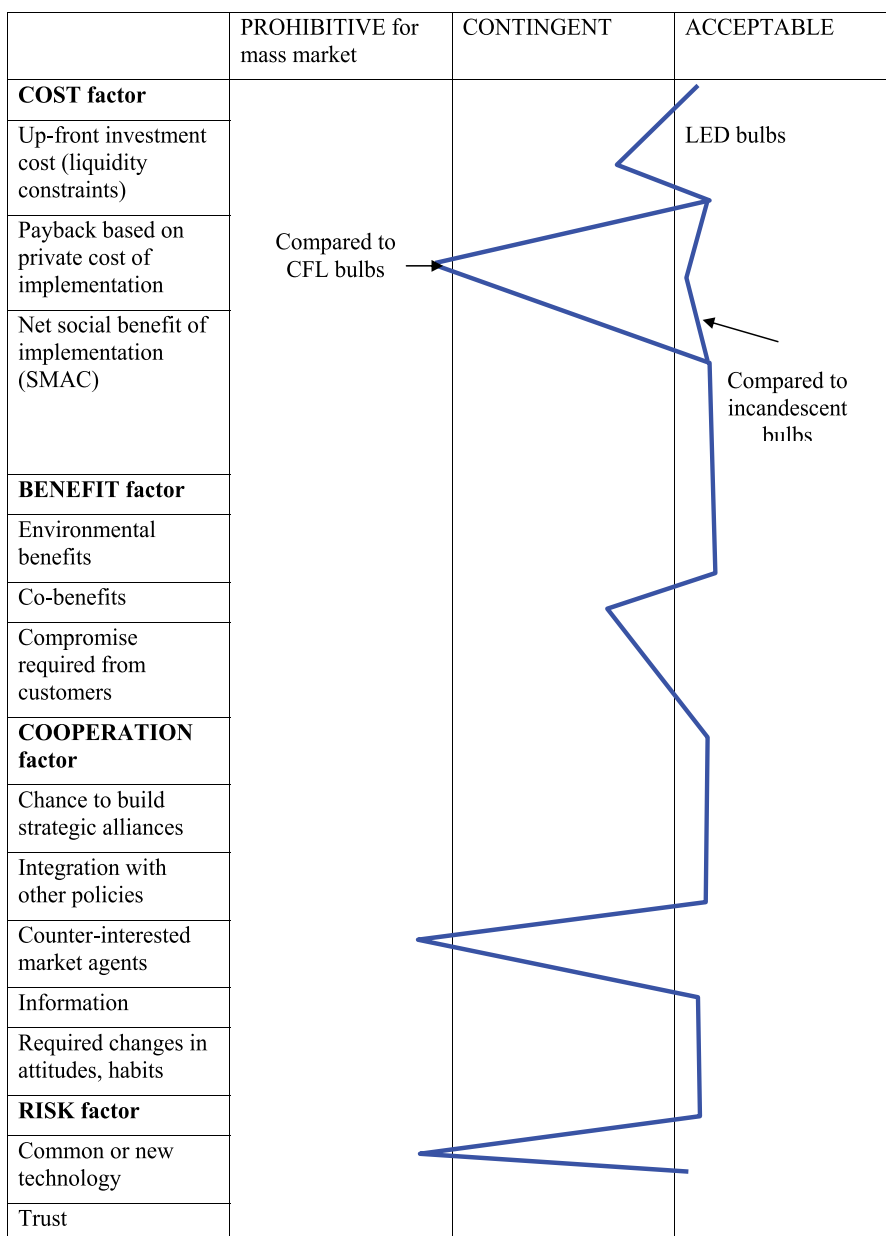 PROHIBITIVE for
mass market
CONTINGENT
ACCEPTABLE
COST factor
Up-front investment
cost (liquidity
constraints)
LED bulbs
Payback based on
private cost of
implementation
Compared to
CFL bulbs
Net social benefit of
implementation
(SMAC)
Compared to
incandescent
bulbs
BENEFIT factor
Environmental
benefits
Co-benefits
Compromise
required from
customers
COOPERATION
factor
Chance to build
strategic alliances
Integration with
other policies
Counter-interested
market agents
Information
Required changes in
attitudes, habits
RISK factor
Common or new
technology
Trust